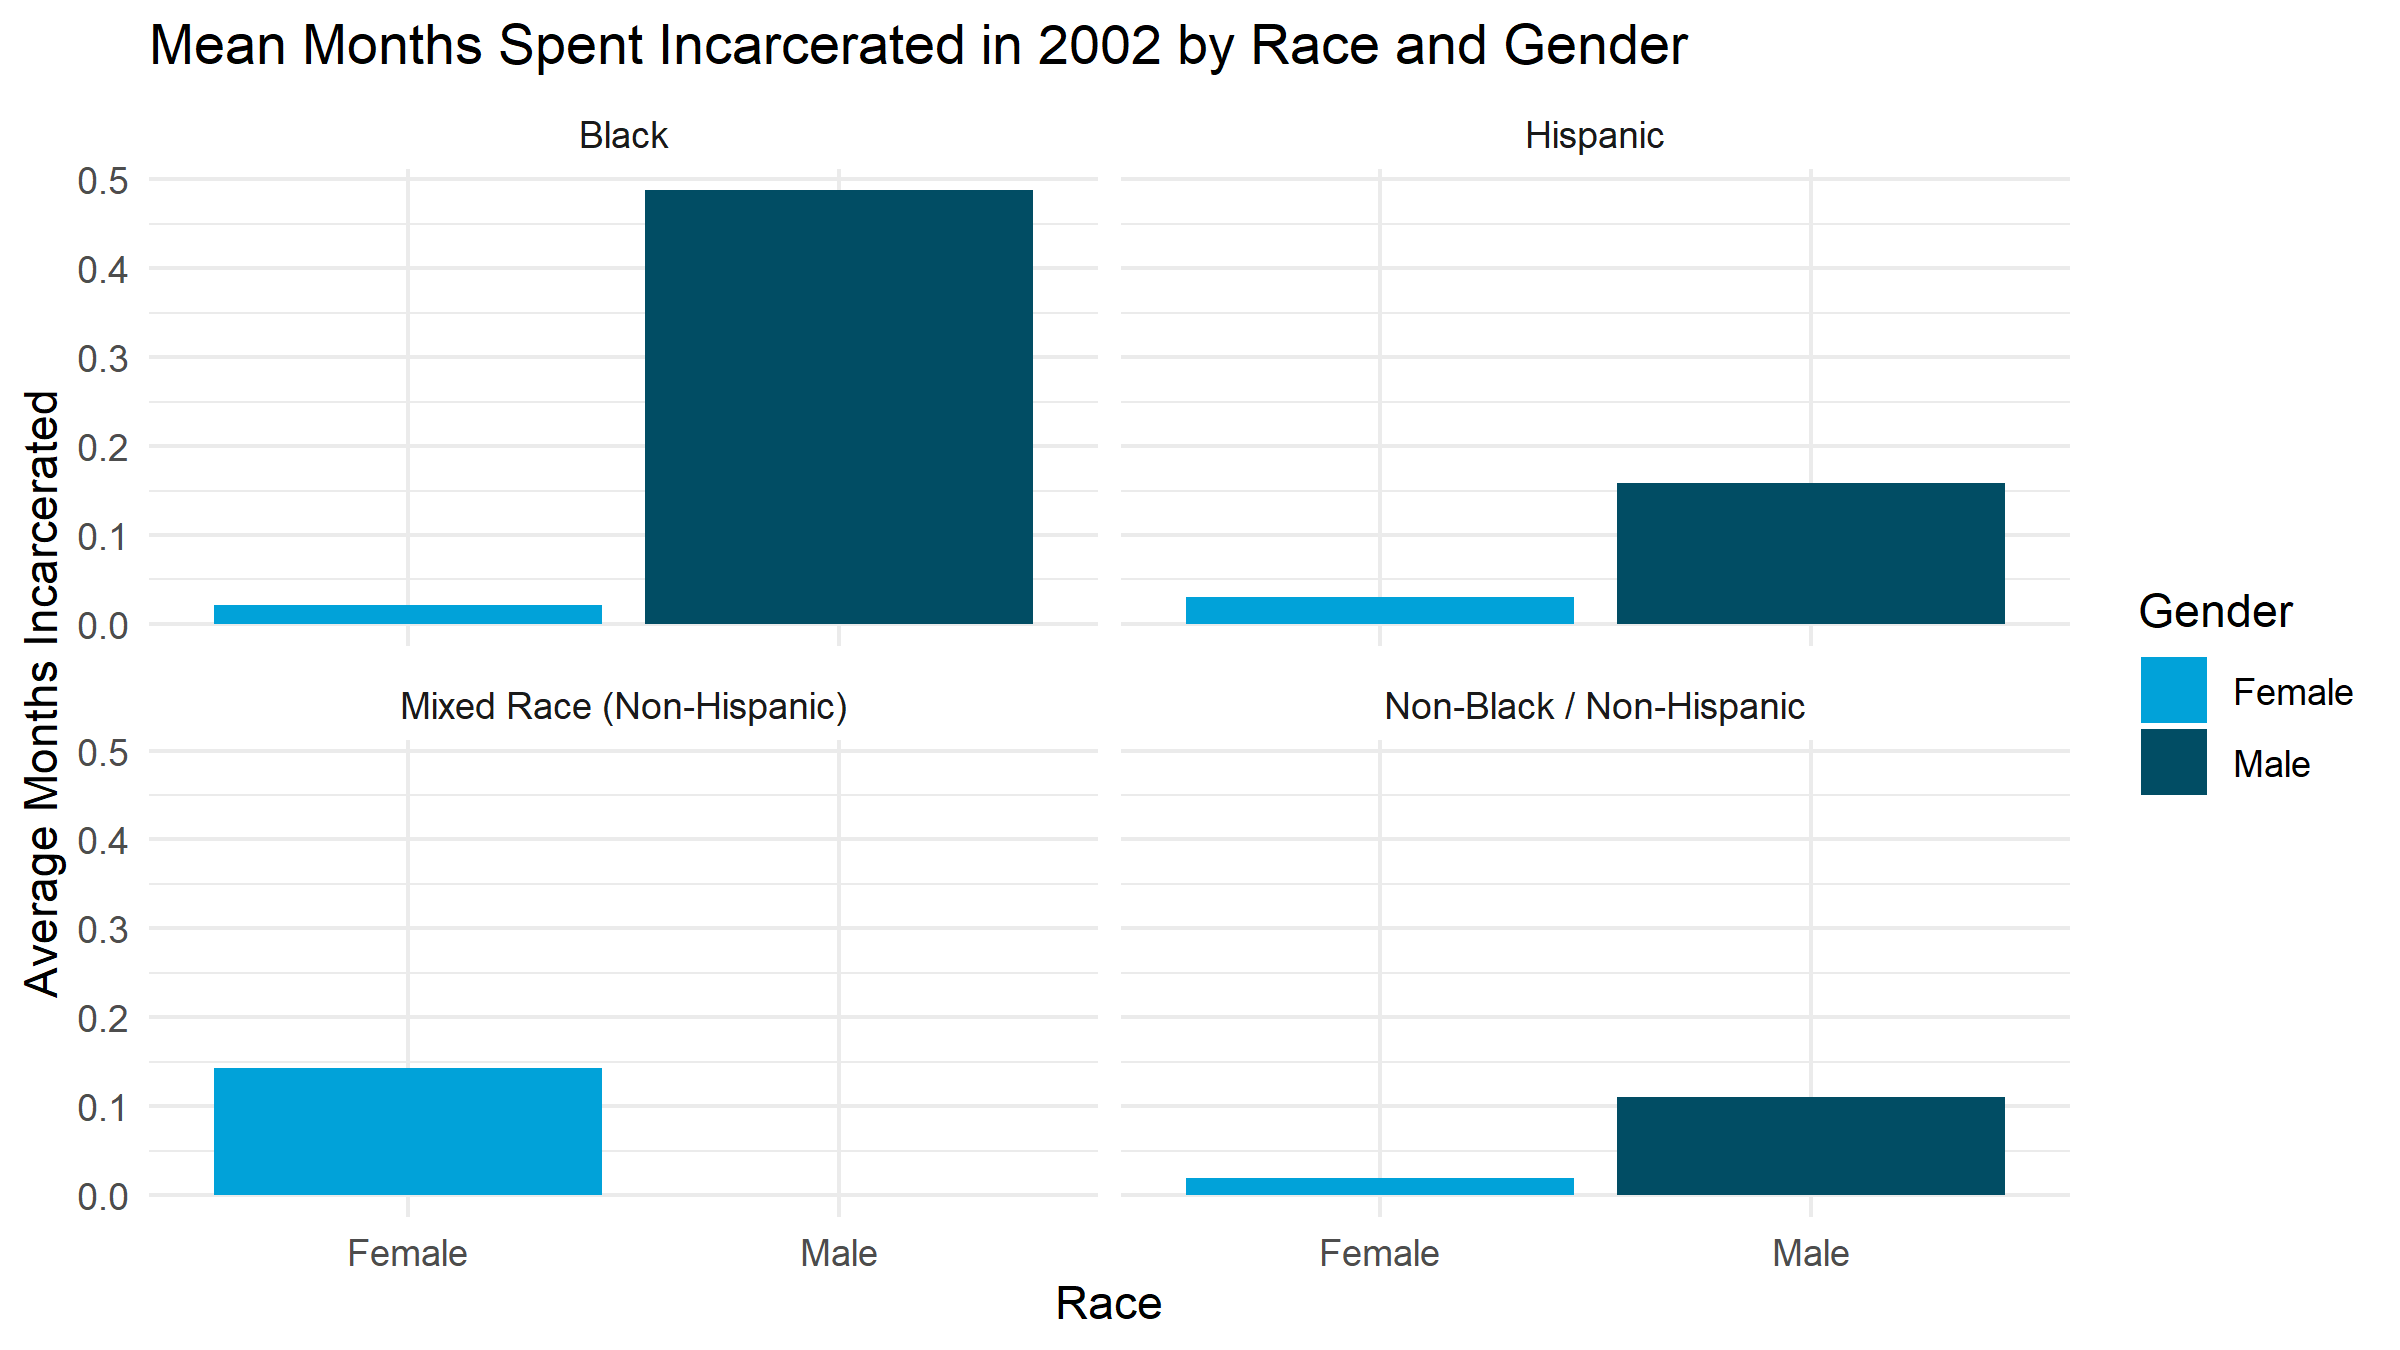 Mean Months Spent Incarcerated in 2002 by Race and Gender
Black
Hispanic
0.5
0.4
0.3
0.2
0.1
0.0
Mixed Race (Non-Hispanic)
Non-Black / Non-Hispanic
0.5
0.4
0.3
0.2
0.1
0.0
Female
Male
Female
Male
Race
Average Months Incarcerated
Gender
Female
Male